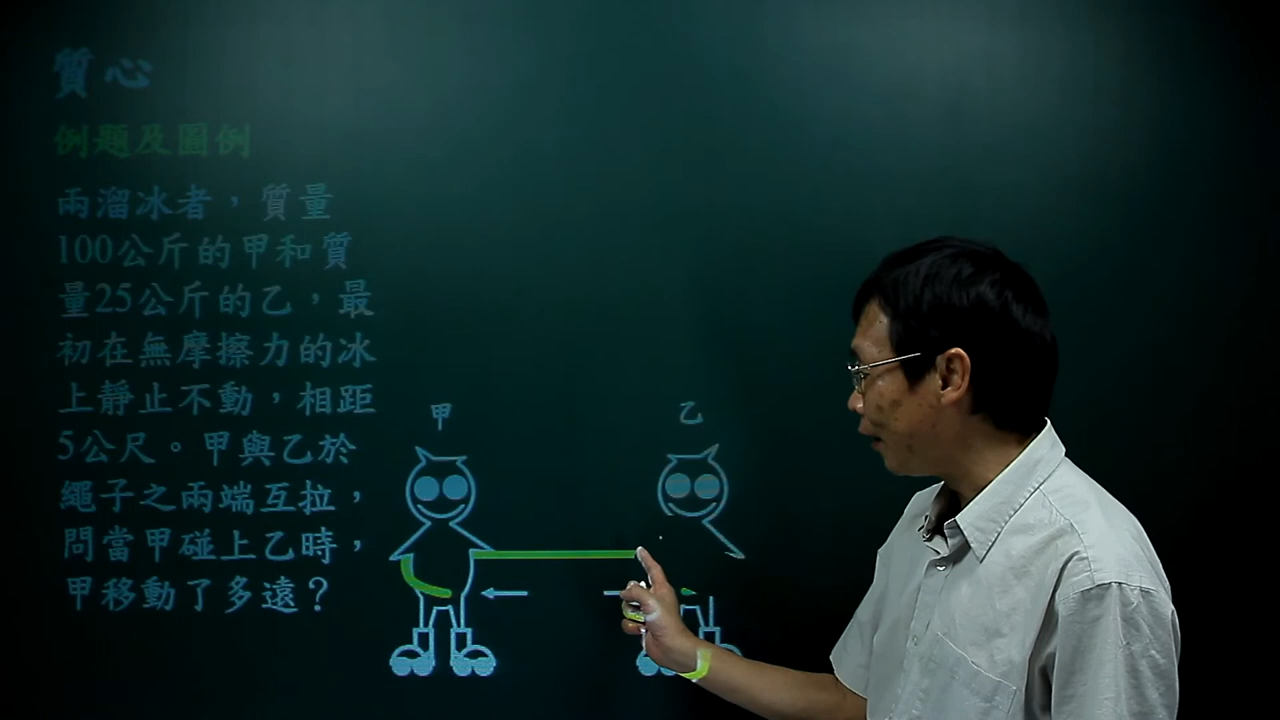 質心
例題及圖例
兩溜冰者，質量
100公斤的甲和質
量25公斤的乙，最
初在無摩擦力的冰
上靜止不動，相距
5公尺。甲與乙於
繩子之兩端互拉，
問當甲碰上乙時，
甲移動了多遠？
甲
乙